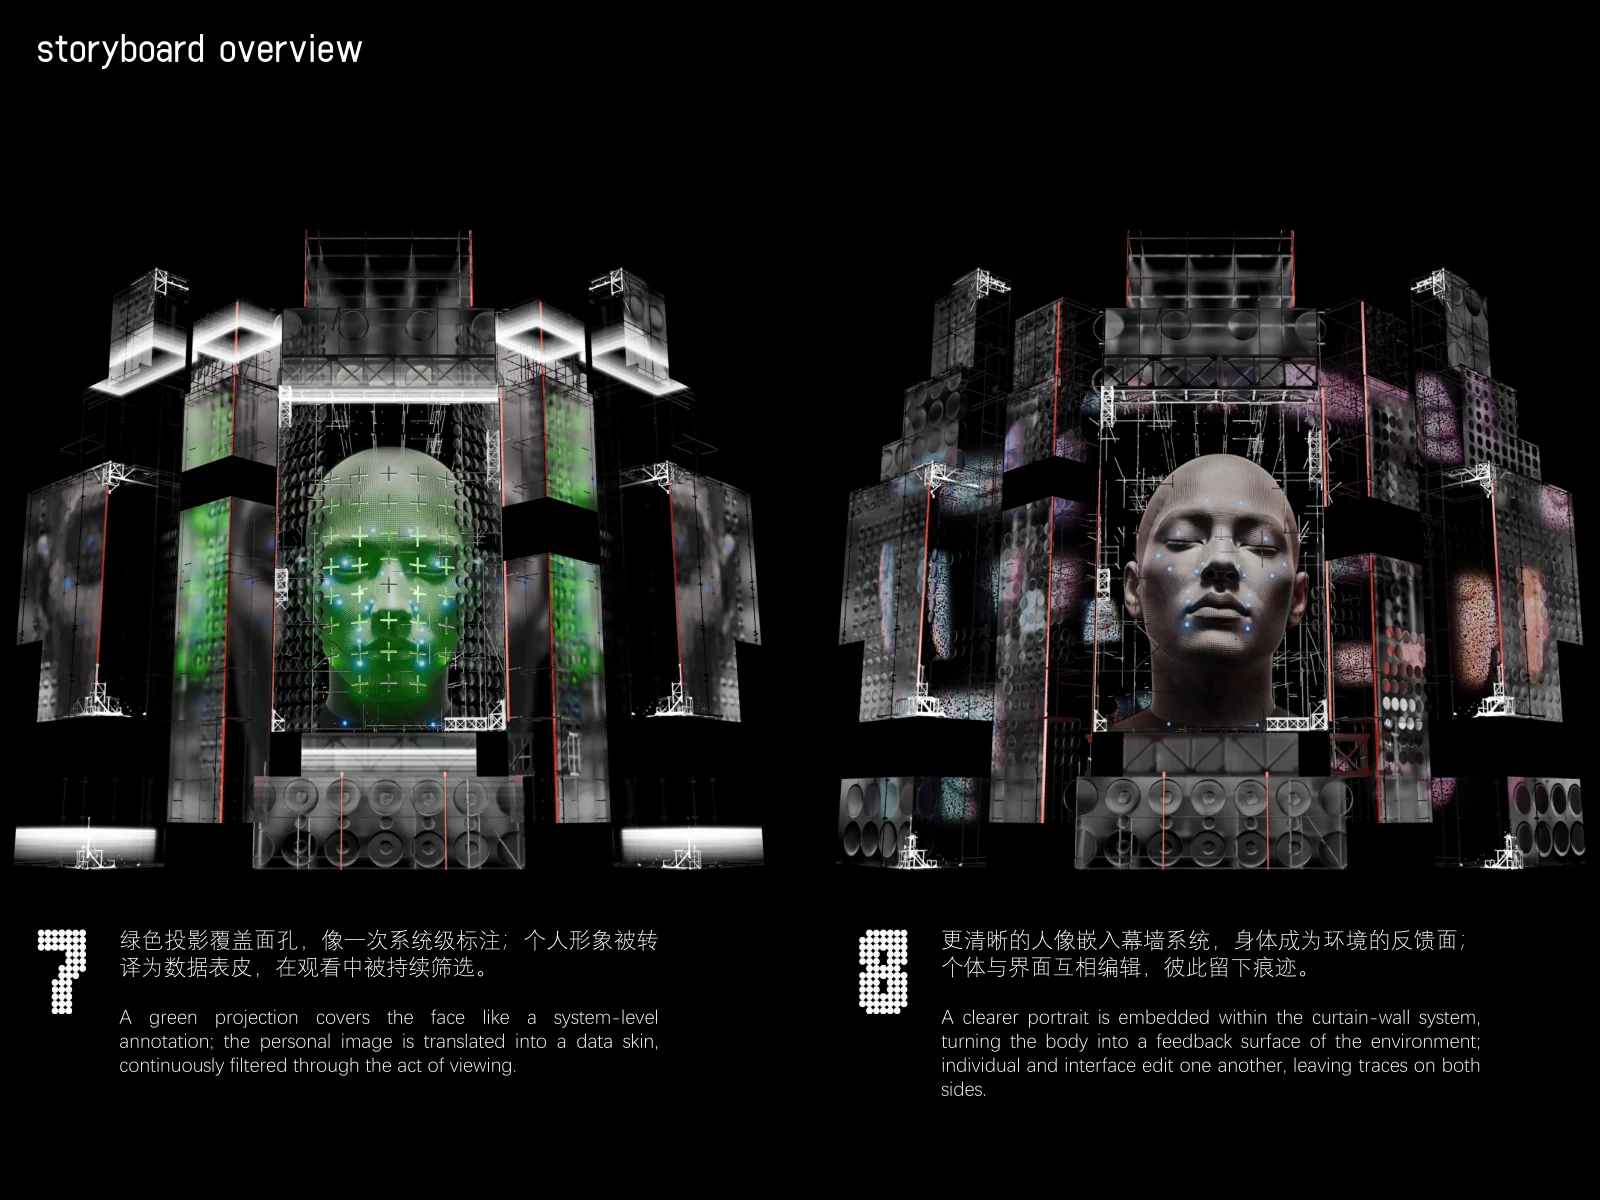 storyboard overview
7
绿色投影覆盖面孔，像一次系统级标注；个人形象被转
译为数据表皮，在观看中被持续筛选。
A green projection covers the face like a system-level
annotation; the personal image is translated into a data skin,
continuously filtered through the act of viewing.
8
更清晰的人像嵌入幕墙系统，身体成为环境的反馈面；
个体与界面互相编辑，彼此留下痕迹。
A clearer portrait is embedded within the curtain-wall system,
turning the body into a feedback surface of the environment;
individual and interface edit one another, leaving traces on both
sides.